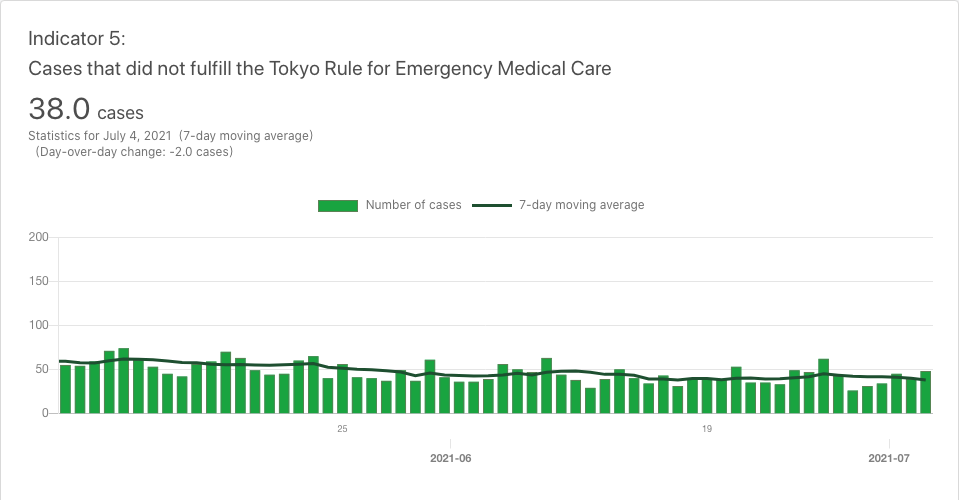 Indicator 5:
Cases that did not fulfill the Tokyo Rule for Emergency Medical Care
38.0 cases
Statistics for July 4, 2021 (7-day moving average)
(Day-over-day change: -2.0 cases)
Number of cases 7-day moving average
200
150
100
50
0
25 19
2021-06 2021-07